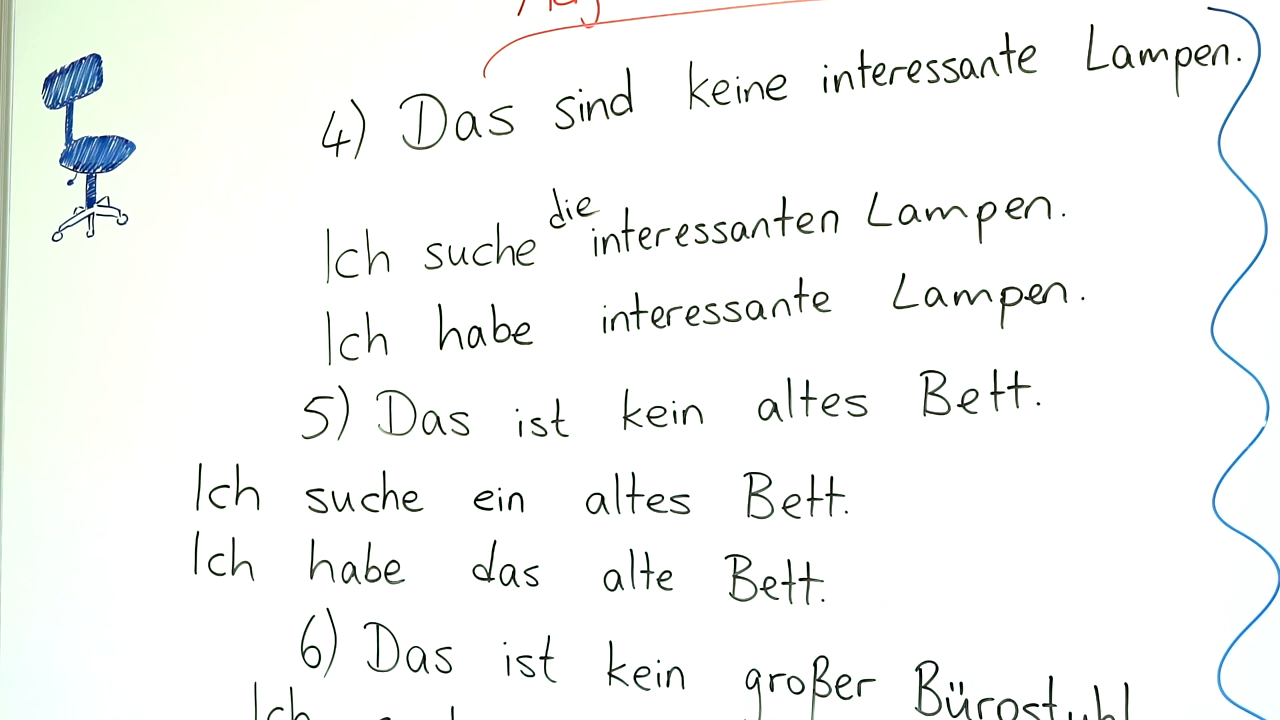 4) Das sind keine interessante Lampen.
Ich suche die interessanten Lampen.
Ich habe interessante Lampen.
5) Das ist kein altes Bett.
Ich suche ein altes Bett.
Ich habe das alte Bett.
6) Das ist kein großer Bürostuhl
Ich